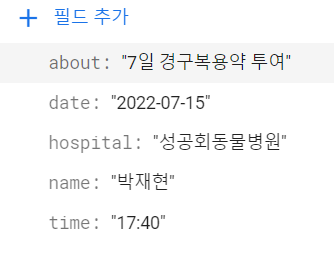 + 필드 추가
about: "7일 경구복용약 투여"
date: "2022-07-15"
hospital: "성공회동물병원"
name: "박재현"
time: "17:40"